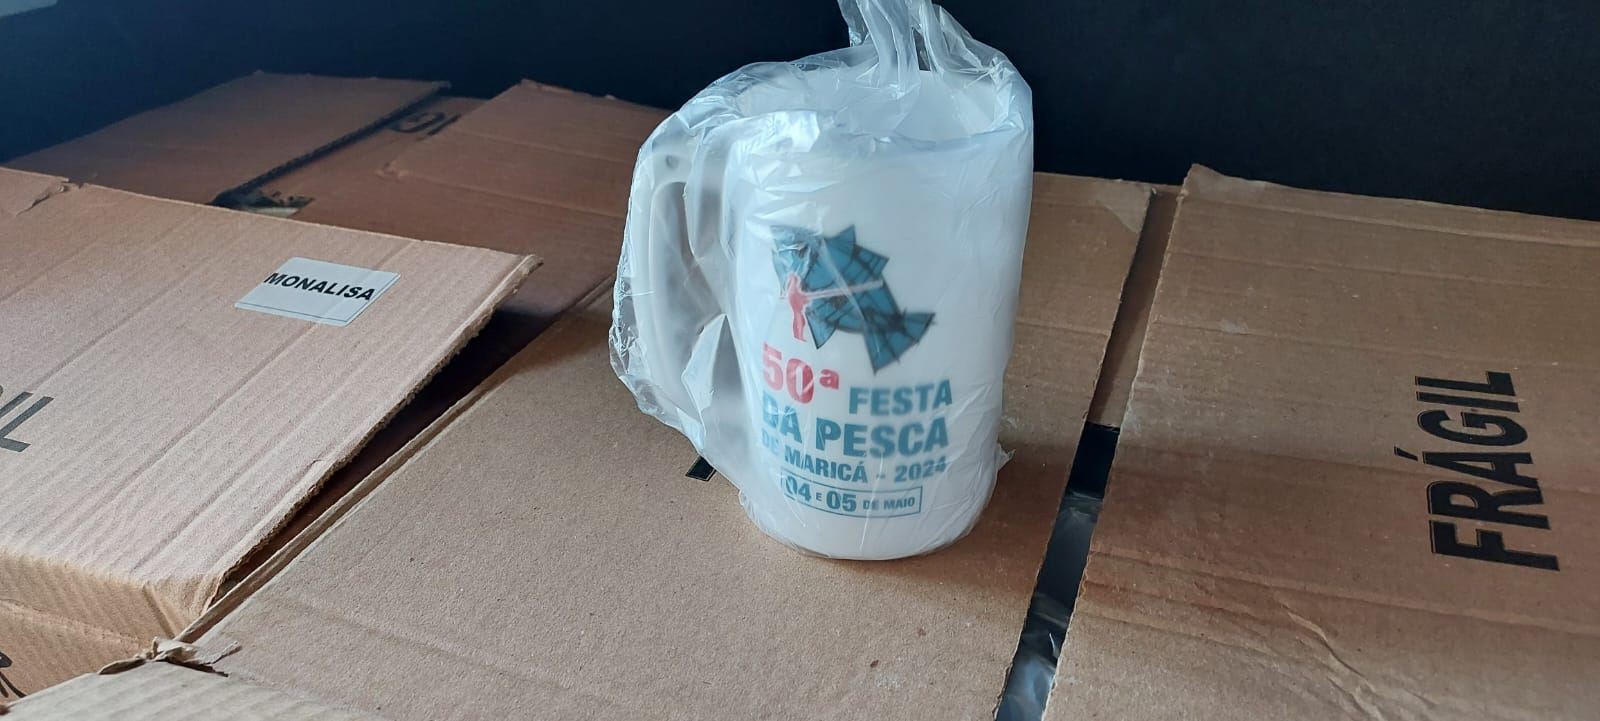 MONALISA
50ª FESTA
DA PESCA
DE MARICÁ - 2024
04 E 05 DE MAIO
FRÁGIL